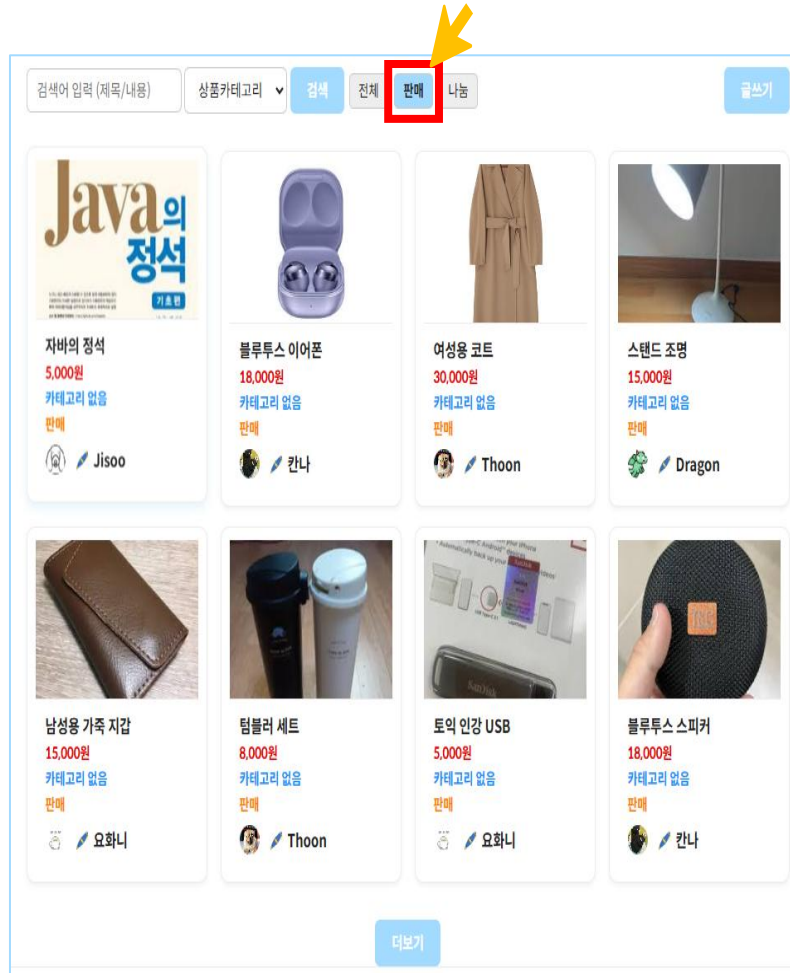 검색어 입력 (제목/내용)
상품카테고리
검색
전체
판매
나눔
글쓰기
Java의
정석
기초편
자바의 정석
5,000원
카테고리 없음
판매
Jisoo
블루투스 이어폰
18,000원
카테고리 없음
판매
칸나
여성용 코트
30,000원
카테고리 없음
판매
Thoon
스탠드 조명
15,000원
카테고리 없음
판매
Dragon
남성용 가죽 지갑
15,000원
카테고리 없음
판매
요화니
텀블러 세트
8,000원
카테고리 없음
판매
Thoon
SanDisk
토익 인강 USB
5,000원
카테고리 없음
판매
요화니
블루투스 스피커
18,000원
카테고리 없음
판매
칸나
더보기